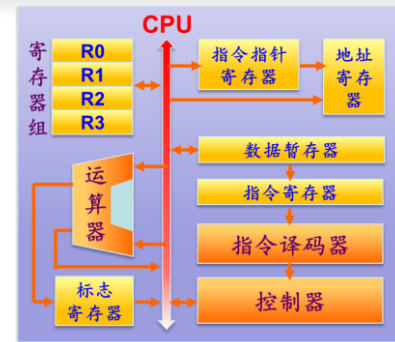 CPU
寄存器组
R0
R1
R2
R3
指令指针
寄存器
地址
寄存
器
数据暂存器
指令寄存器
运算器
指令译码器
标志
寄存器
控制器